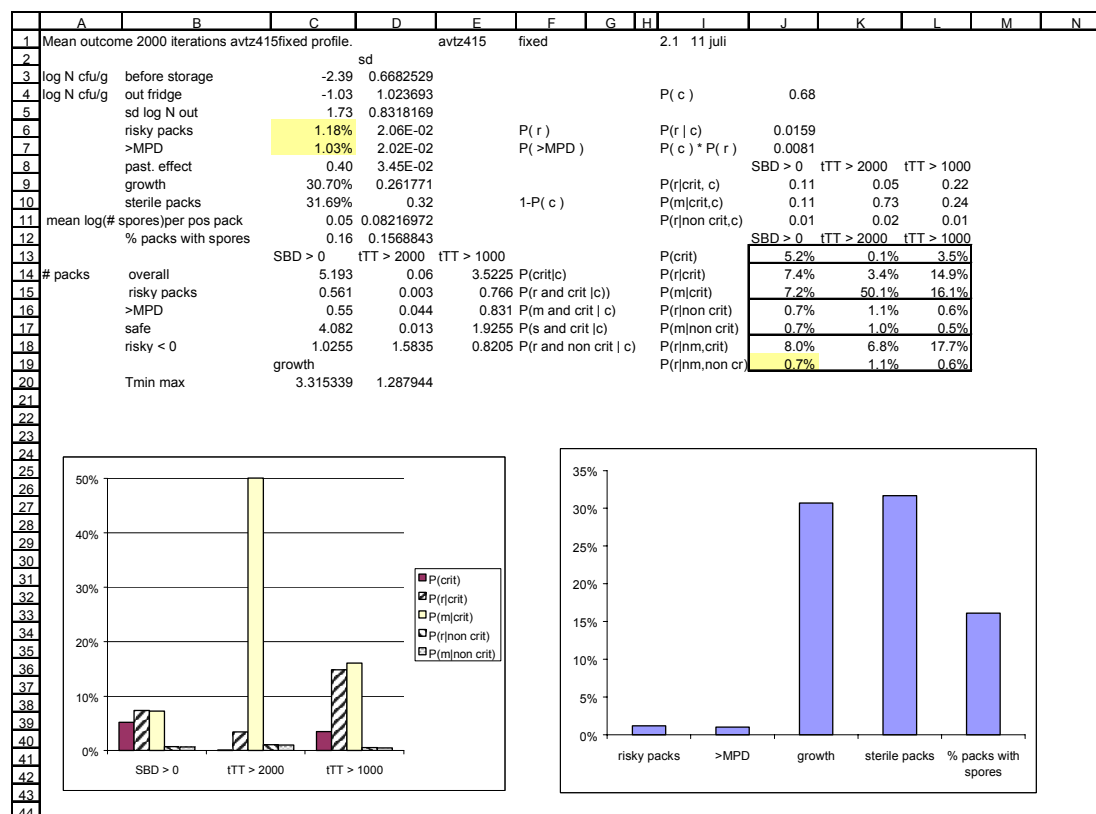 A B C D E F G H I J K L M N
1 Mean outcome 2000 iterations avtz415fixed profile. avtz415 fixed 2.1 11 juli
2 sd
3 log N cfu/g before storage -2.39 0.6682529
4 log N cfu/g out fridge -1.03 1.023693 P( c ) 0.68
5 sd log N out 1.73 0.8318169
6 risky packs 1.18% 2.06E-02 P( r ) P(r | c) 0.0159
7 >MPD 1.03% 2.02E-02 P( >MPD ) P( c ) * P( r ) 0.0081
8 past. effect 0.40 3.45E-02 SBD > 0 tTT > 2000 tTT > 1000
9 growth 30.70% 0.261771 P(r|crit, c) 0.11 0.05 0.22
10 sterile packs 31.69% 0.32 1-P( c ) P(m|crit,c) 0.11 0.73 0.24
11 mean log(# spores)per pos pack 0.05 0.08216972 P(r|non crit,c) 0.01 0.02 0.01
12 % packs with spores 0.16 0.1568843 SBD > 0 tTT > 2000 tTT > 1000
13 SBD > 0 tTT > 2000 tTT > 1000 P(crit) 5.2% 0.1% 3.5%
14 # packs overall 5.193 0.06 3.5225 P(crit|c) P(r|crit) 7.4% 3.4% 14.9%
15 risky packs 0.561 0.003 0.766 P(r and crit |c)) P(m|crit) 7.2% 50.1% 16.1%
16 >MPD 0.55 0.044 0.831 P(m and crit | c) P(r|non crit) 0.7% 1.1% 0.6%
17 safe 4.082 0.013 1.9255 P(s and crit |c) P(m|non crit) 0.7% 1.0% 0.5%
18 risky < 0 1.0255 1.5835 0.8205 P(r and non crit | c) P(r|nm,crit) 8.0% 6.8% 17.7%
19 growth P(r|nm,non cr) 0.7% 1.1% 0.6%
20 Tmin max 3.315339 1.287944
21
22
23
24
25
26
27
28
29
30
31
32
33
34
35
36
37
38
39
40
41
42
43
44
50%
40%
30%
20%
10%
0%
SBD > 0 tTT > 2000 tTT > 1000
P(crit)
P(r|crit)
P(m|crit)
P(r|non crit)
P(m|non crit)
35%
30%
25%
20%
15%
10%
5%
0%
risky packs >MPD growth sterile packs % packs with
spores